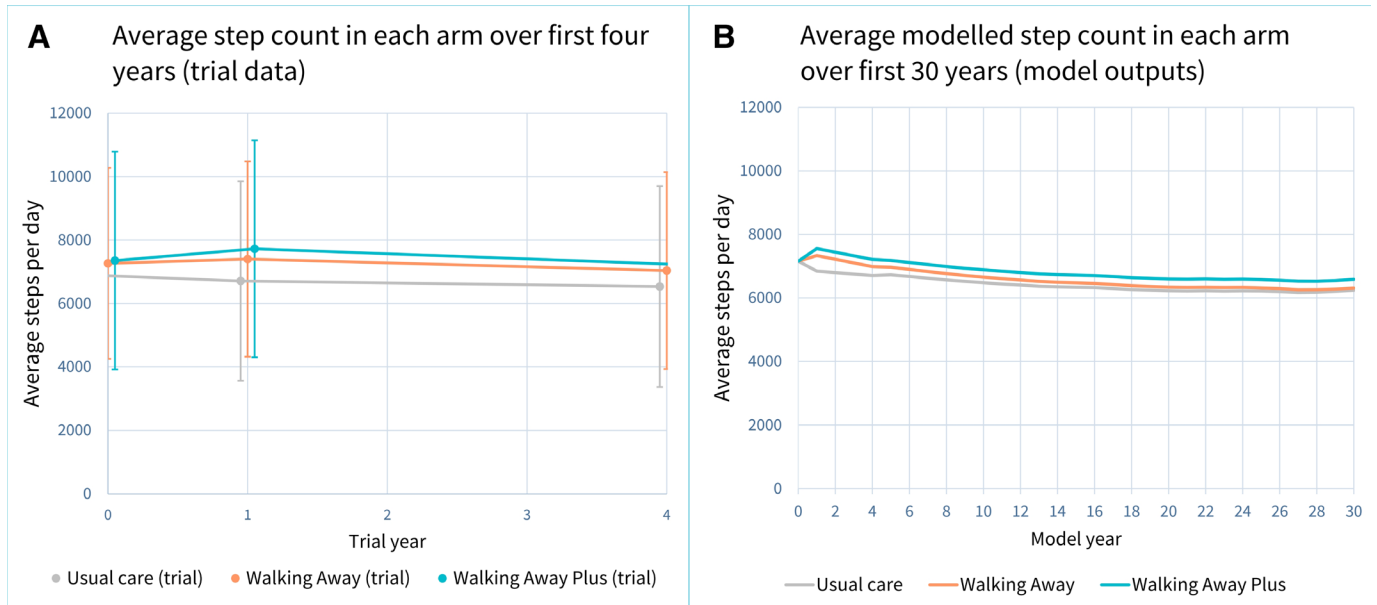 A
Average step count in each arm over first four
years (trial data)
12000
10000
8000
6000
4000
2000
0
Average steps per day
0 1 2 3 4
Trial year
Usual care (trial) Walking Away (trial) Walking Away Plus (trial)
B
Average modelled step count in each arm
over first 30 years (model outputs)
12000
10000
8000
6000
4000
2000
0
Average steps per day
0 2 4 6 8 10 12 14 16 18 20 22 24 26 28 30
Model year
Usual care Walking Away Walking Away Plus